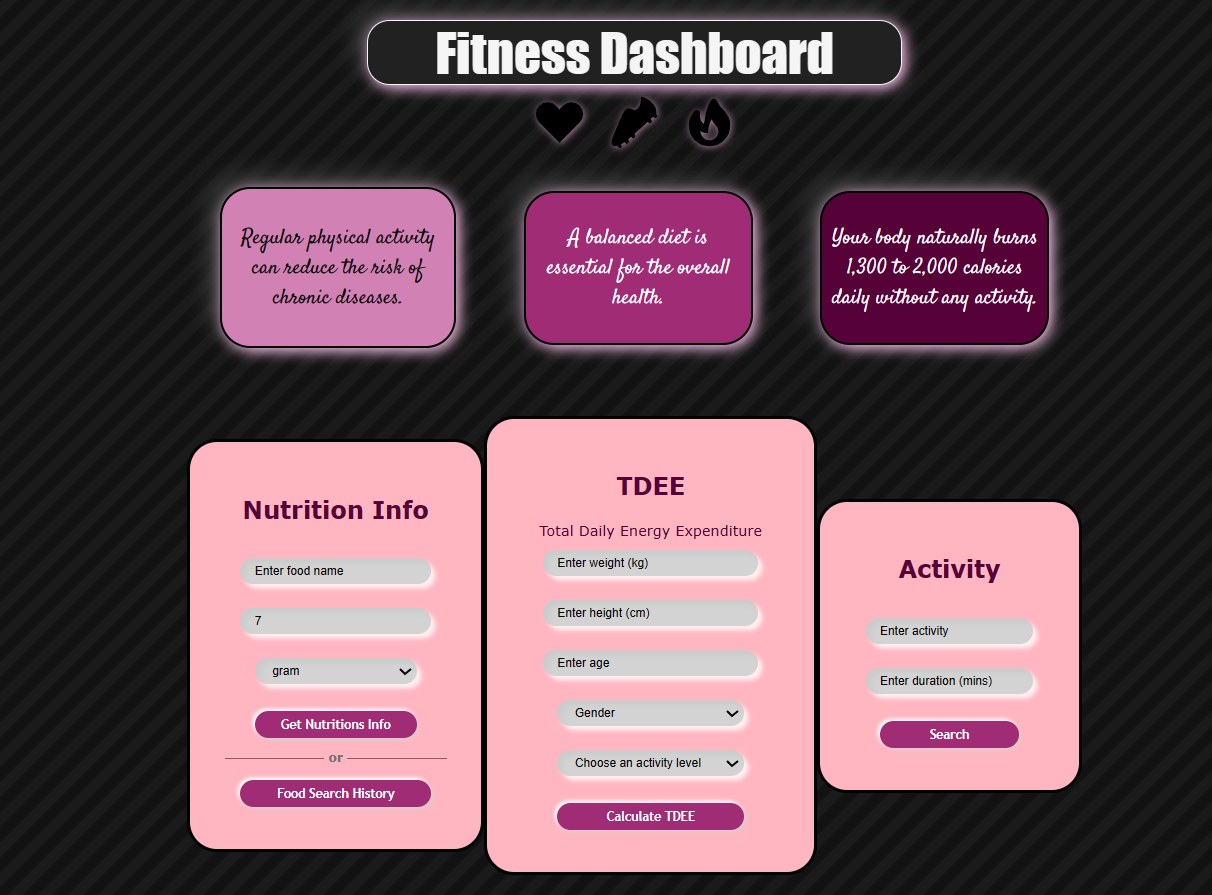 Fitness Dashboard
Regular physical activity
can reduce the risk of
chronic diseases.
A balanced diet is
essential for the overall
health.
Your body naturally burns
1,300 to 2,000 calories
daily without any activity.
Nutrition Info
Enter food name
7
gram
Get Nutritions Info
or
Food Search History
TDEE
Total Daily Energy Expenditure
Enter weight (kg)
Enter height (cm)
Enter age
Gender
Choose an activity level
Calculate TDEE
Activity
Enter activity
Enter duration (mins)
Search